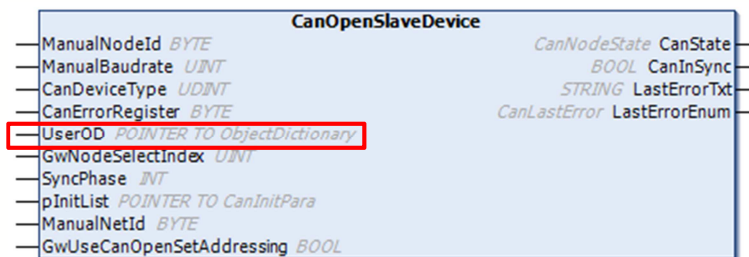 CanOpenSlaveDevice
ManualNodeId BYTE CanNodeState CanState
ManualBaudrate UINT BOOL CanInSync
CanDeviceType UDINT STRING LastErrorTxt
CanErrorRegister BYTE CanLastError LastErrorEnum
UserOD POINTER TO ObjectDictionary
GwNodeSelectIndex UINT
SyncPhase INT
pInitList POINTER TO CanInitPara
ManualNetId BYTE
GwUseCanOpenSetAddressing BOOL